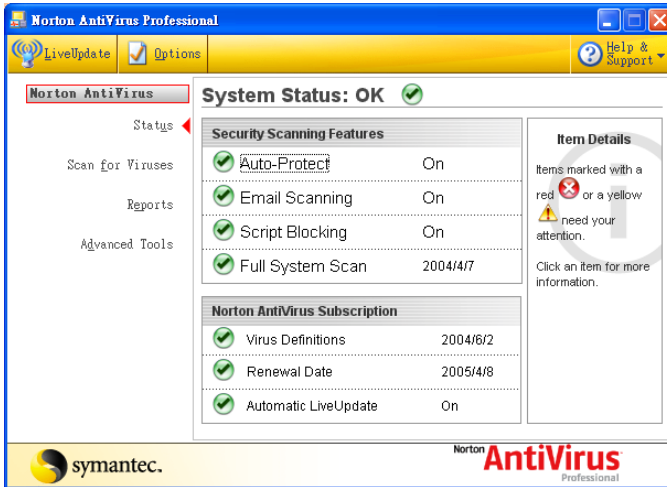 Norton AntiVirus Professional
LiveUpdate Options Help & Support
Norton AntiVirus
Status
Scan for Viruses
Reports
Advanced Tools
System Status: OK
Security Scanning Features
Auto-Protect On
Email Scanning On
Script Blocking On
Full System Scan 2004/4/7
Norton AntiVirus Subscription
Virus Definitions 2004/6/2
Renewal Date 2005/4/8
Automatic LiveUpdate On
Item Details
Items marked with a
red or a yellow
need your
attention.
Click an item for more
information.
symantec.
Norton AntiVirus
Professional